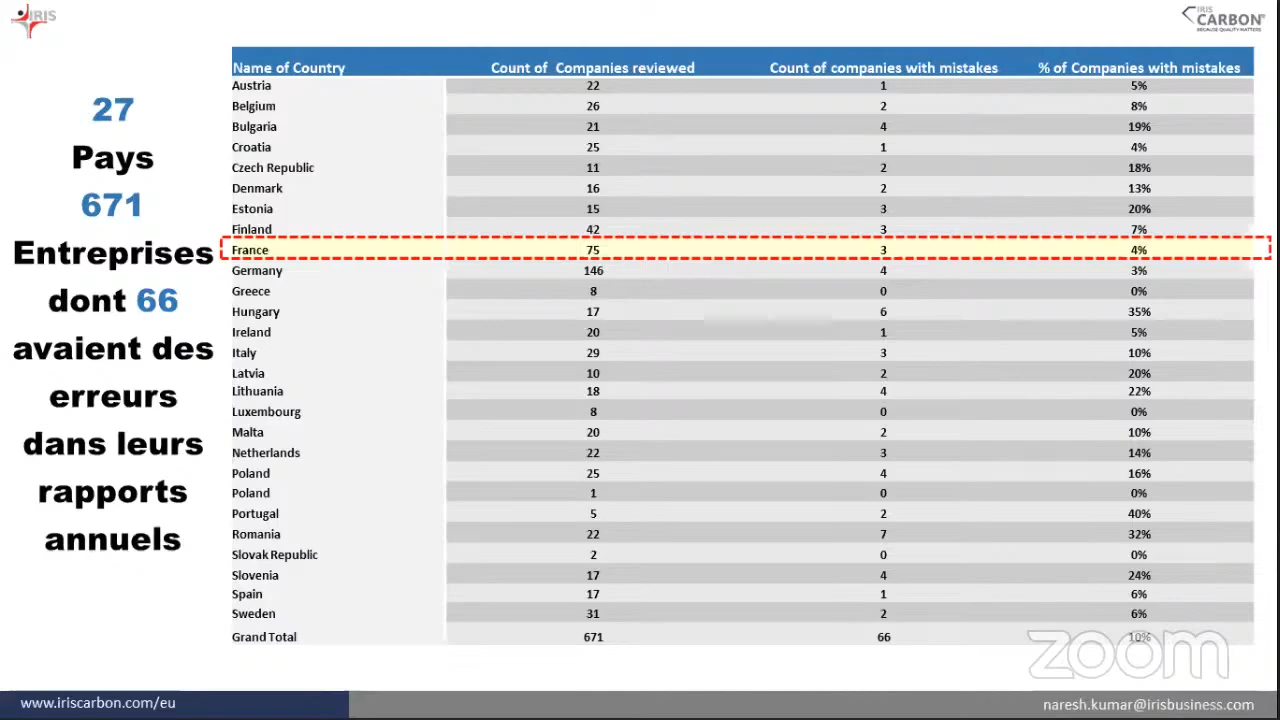 IRIS
IRIS
CARBON®
BECAUSE QUALITY MATTERS
27
Pays
671
Entreprises
dont 66
avaient des
erreurs
dans leurs
rapports
annuels
Name of Country Count of Companies reviewed Count of companies with mistakes % of Companies with mistakes
Austria 22 1 5%
Belgium 26 2 8%
Bulgaria 21 4 19%
Croatia 25 1 4%
Czech Republic 11 2 18%
Denmark 16 2 13%
Estonia 15 3 20%
Finland 42 3 7%
France 75 3 4%
Germany 146 4 3%
Greece 8 0 0%
Hungary 17 6 35%
Ireland 20 1 5%
Italy 29 3 10%
Latvia 10 2 20%
Lithuania 18 4 22%
Luxembourg 8 0 0%
Malta 20 2 10%
Netherlands 22 3 14%
Poland 25 4 16%
Poland 1 0 0%
Portugal 5 2 40%
Romania 22 7 32%
Slovak Republic 2 0 0%
Slovenia 17 4 24%
Spain 17 1 6%
Sweden 31 2 6%
Grand Total 671 66 10%
zoom
www.iriscarbon.com/eu
naresh.kumar@irisbusiness.com